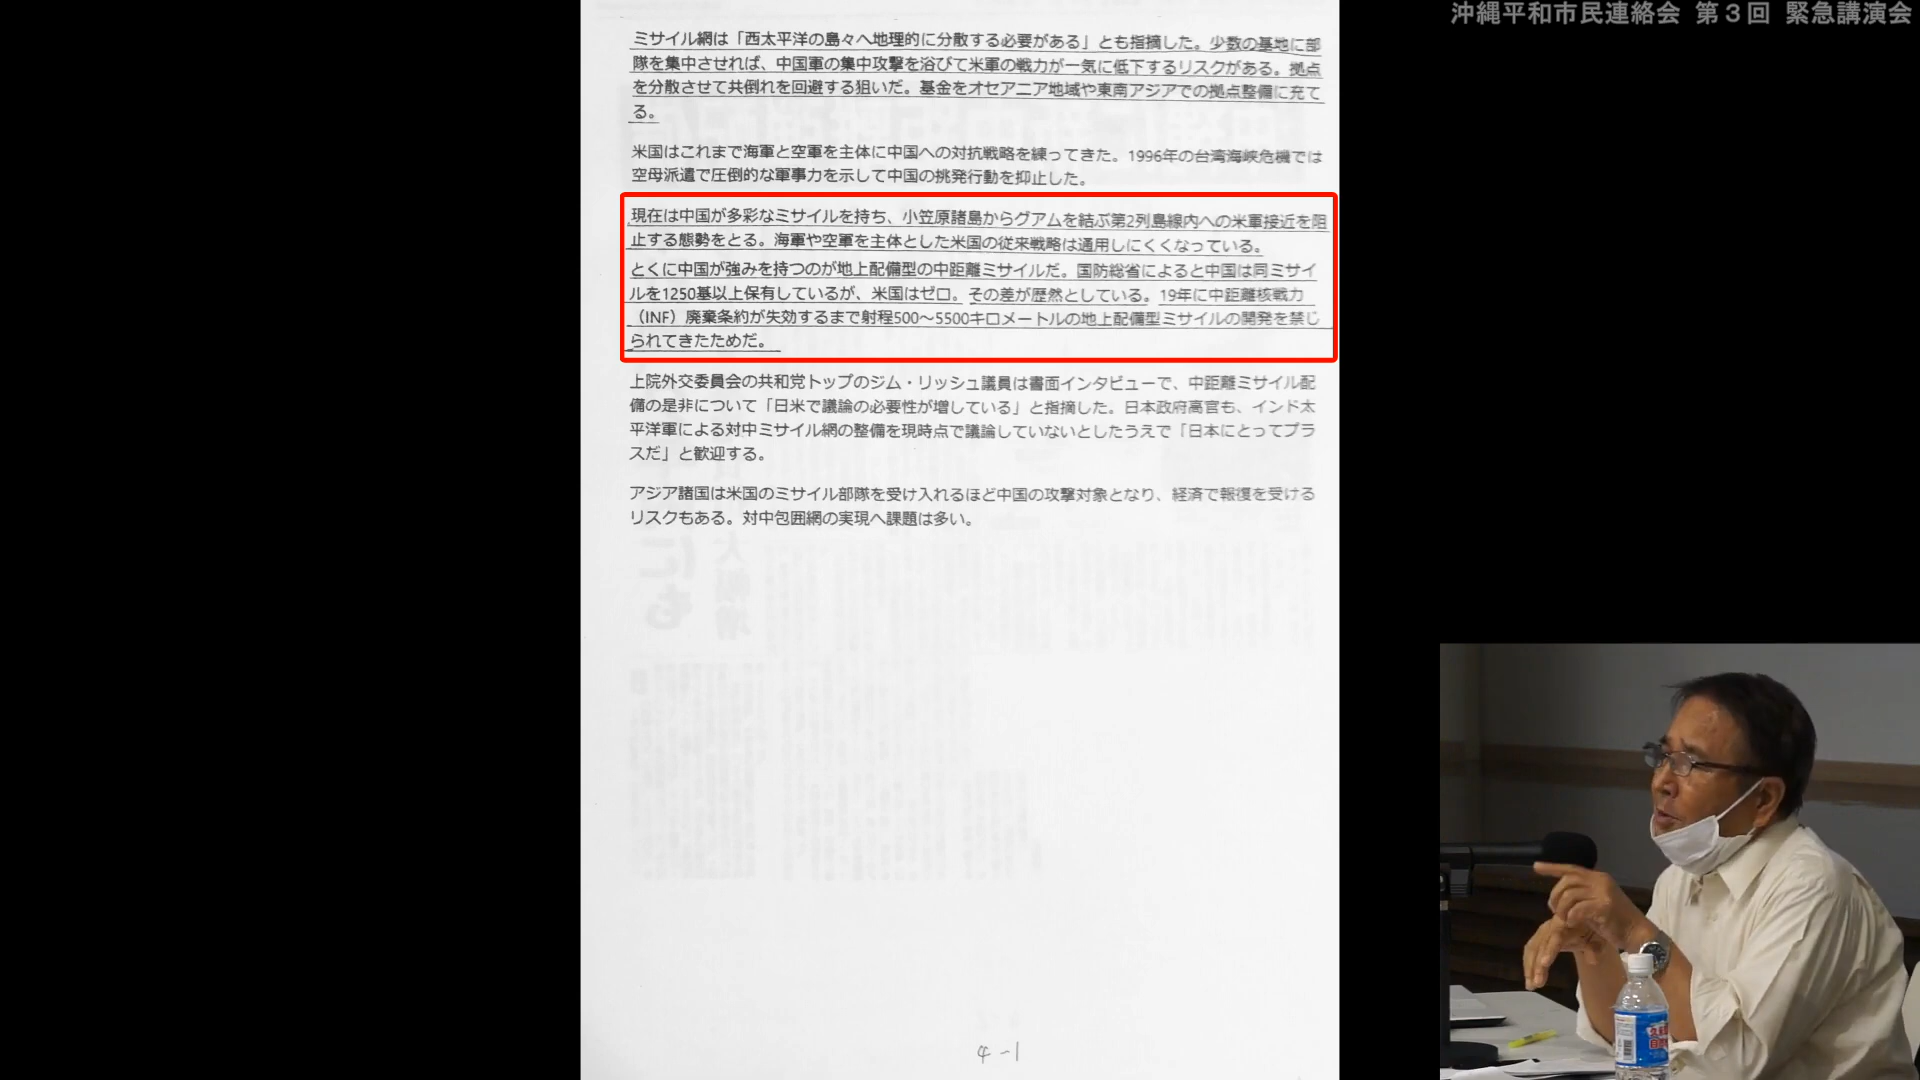 沖縄平和市民連絡会 第３回 緊急講演会
ミサイル網は「西太平洋の島々へ地理的に分散する必要がある」とも指摘した。少数の基地に部
隊を集中させれば、中国軍の集中攻撃を浴びて米軍の戦力が一気に低下するリスクがある。拠点
を分散させて共倒れを回避する狙いだ。基金をオセアニア地域や東南アジアでの拠点整備に充て
る。
米国はこれまで海軍と空軍を主体に中国への対抗戦略を練ってきた。1996年の台湾海峡危機では
空母派遣で圧倒的な軍事力を示して中国の挑発行動を抑止した。
現在は中国が多彩なミサイルを持ち、小笠原諸島からグアムを結ぶ第2列島線内への米軍接近を阻
止する態勢をとる。海軍や空軍を主体とした米国の従来戦略は通用しにくくなっている。
とくに中国が強みを持つのが地上配備型の中距離ミサイルだ。国防総省によると中国は同ミサイ
ルを1250基以上保有しているが、米国はゼロ。その差が歴然としている。19年に中距離核戦力
（INF）廃棄条約が失効するまで射程500～5500キロメートルの地上配備型ミサイルの開発を禁じ
られてきたためだ。
上院外交委員会の共和党トップのジム・リッシュ議員は書面インタビューで、中距離ミサイル配
備の是非について「日米で議論の必要性が増している」と指摘した。日本政府高官も、インド太
平洋軍による対中ミサイル網の整備を現時点で議論していないとしたうえで「日本にとってプラ
スだ」と歓迎する。
アジア諸国は米国のミサイル部隊を受け入れるほど中国の攻撃対象となり、経済で報復を受ける
リスクもある。対中包囲網の実現へ課題は多い。
4-1